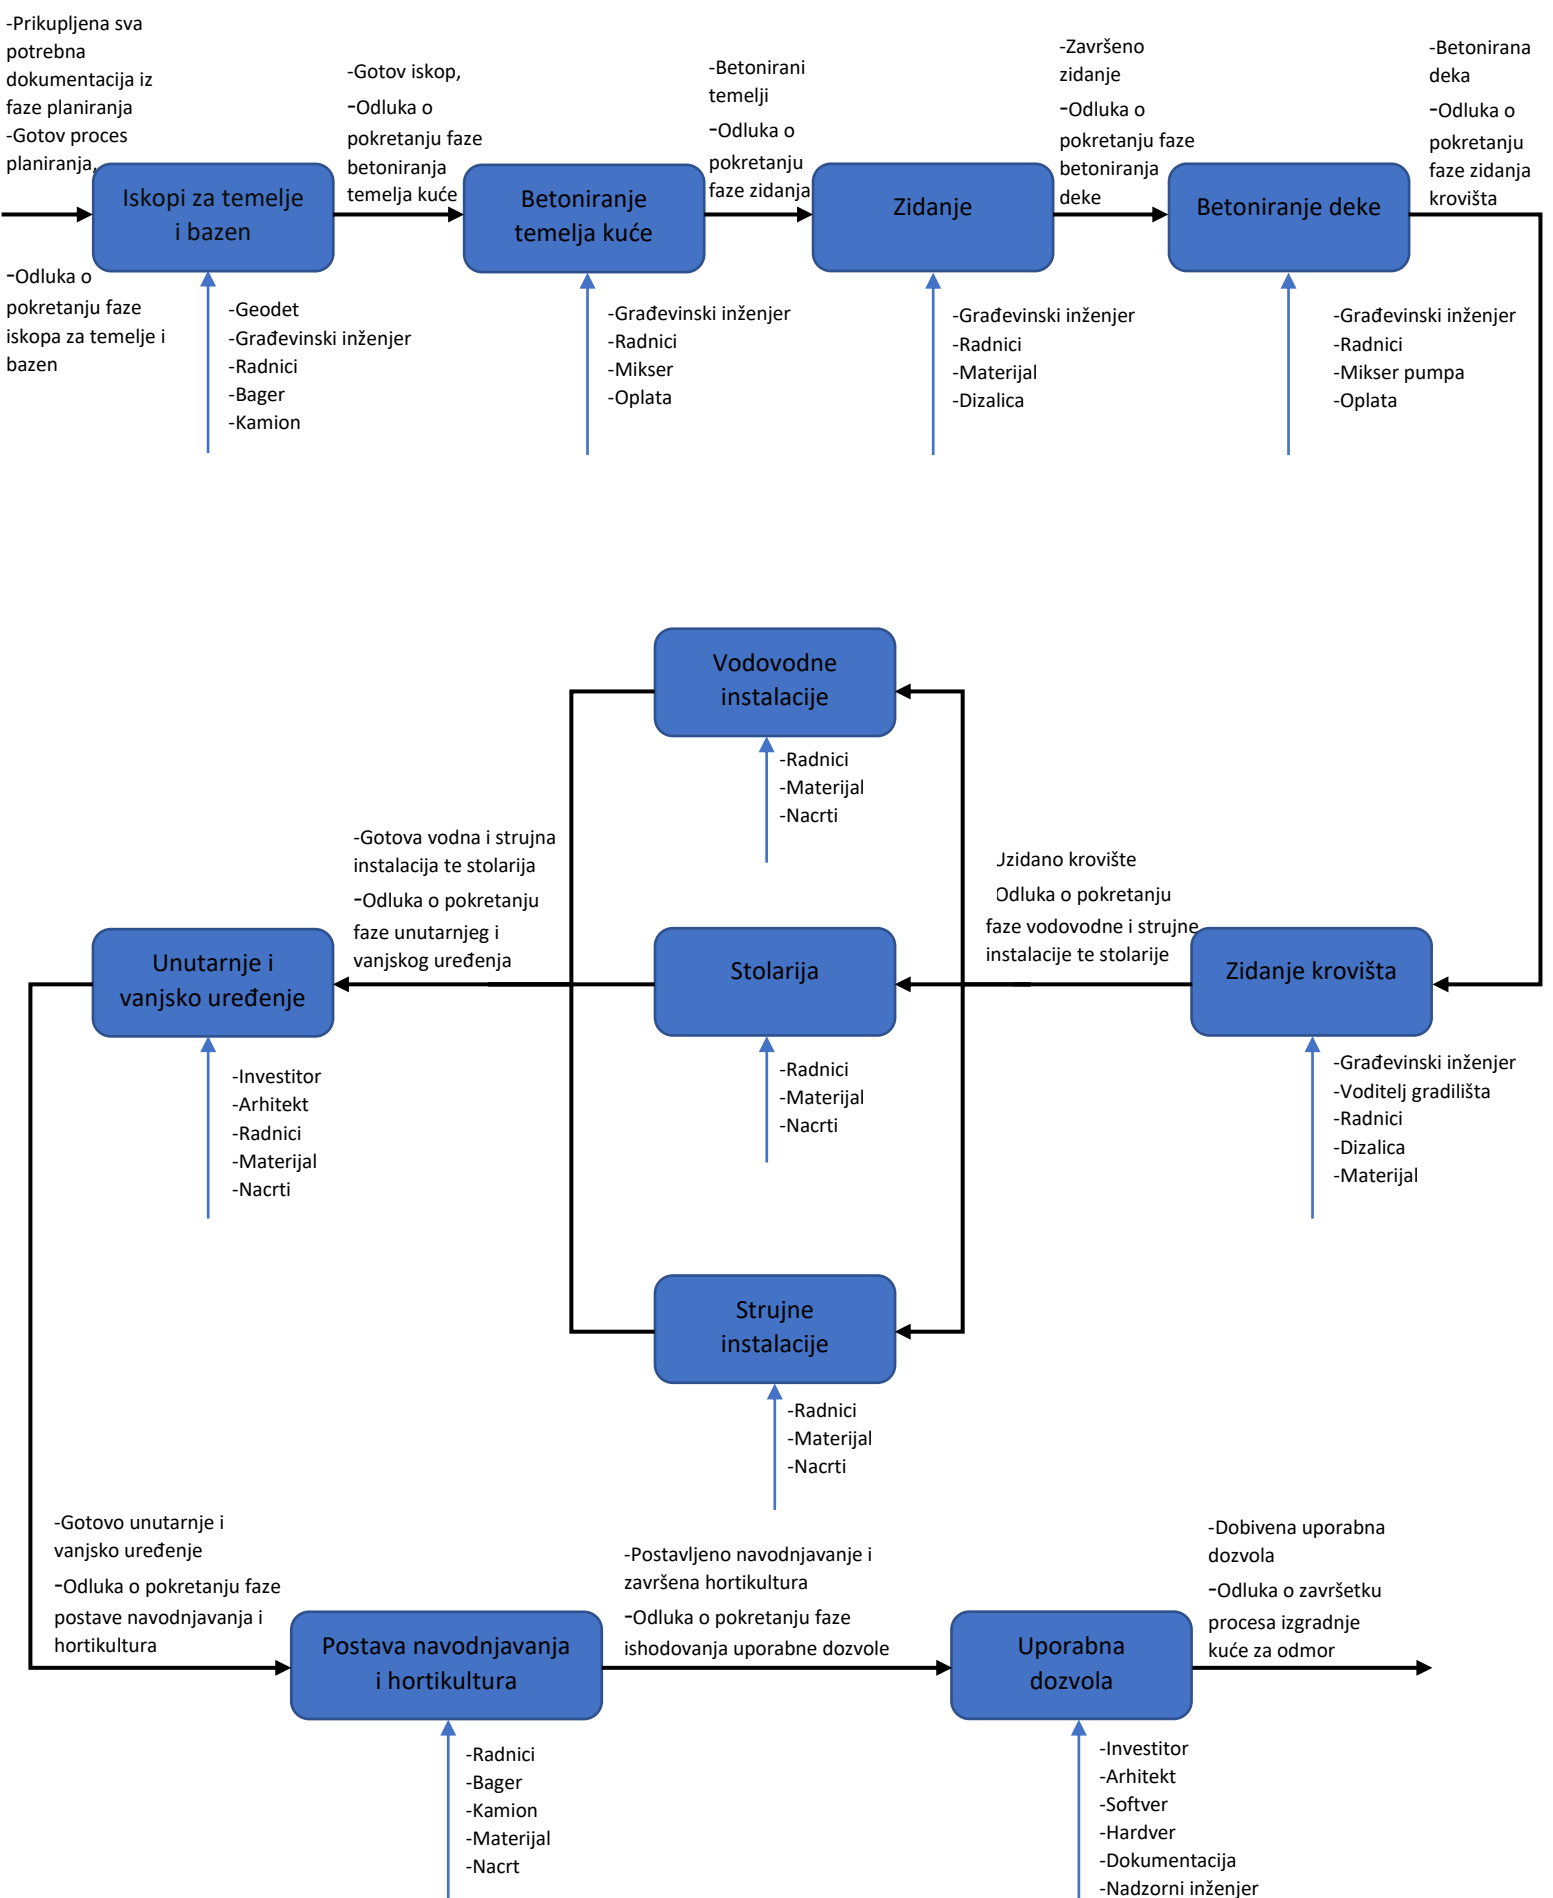 -Prikupljena sva
potrebna
dokumentacija iz
faze planiranja
-Gotov proces
planiranja,
-Gotov iskop,
-Odluka o
pokretanju faze
betoniranja
temelja kuće
-Betonirani
temelji
-Odluka o
pokretanju
faze zidanja
-Završeno
zidanje
-Odluka o
pokretanju faze
betoniranja
deke
-Betonirana
deka
-Odluka o
pokretanju
faze zidanja
krovišta
Iskopi za temelje
i bazen
Betoniranje
temelja kuće
Zidanje
Betoniranje deke
-Odluka o
pokretanju faze
iskopa za temelje i
bazen
-Geodet
-Građevinski inženjer
-Radnici
-Bager
-Kamion
-Građevinski inženjer
-Radnici
-Mikser
-Oplata
-Građevinski inženjer
-Radnici
-Materijal
-Dizalica
-Građevinski inženjer
-Radnici
-Mikser pumpa
-Oplata
Vodovodne
instalacije
-Radnici
-Materijal
-Nacrti
-Gotova vodna i strujna
instalacija te stolarija
-Odluka o pokretanju
faze unutarnjeg i
vanjskog uređenja
Uzidano krovište
Odluka o pokretanju
faze vodovodne i strujne
instalacije te stolarije
Unutarnje i
vanjsko uređenje
Stolarija
Zidanje krovišta
-Investitor
-Arhitekt
-Radnici
-Materijal
-Nacrti
-Radnici
-Materijal
-Nacrti
-Građevinski inženjer
-Voditelj gradilišta
-Radnici
-Dizalica
-Materijal
Strujne
instalacije
-Radnici
-Materijal
-Nacrti
-Gotovo unutarnje i
vanjsko uređenje
-Odluka o pokretanju faze
postave navodnjavanja i
hortikultura
-Postavljeno navodnjavanje i
završena hortikultura
-Odluka o pokretanju faze
ishodovanja uporabne dozvole
-Dobivena uporabna
dozvola
-Odluka o završetku
procesa izgradnje
kuće za odmor
Postava navodnjavanja
i hortikultura
Uporabna
dozvola
-Radnici
-Bager
-Kamion
-Materijal
-Nacrt
-Investitor
-Arhitekt
-Softver
-Hardver
-Dokumentacija
-Nadzorni inženjer